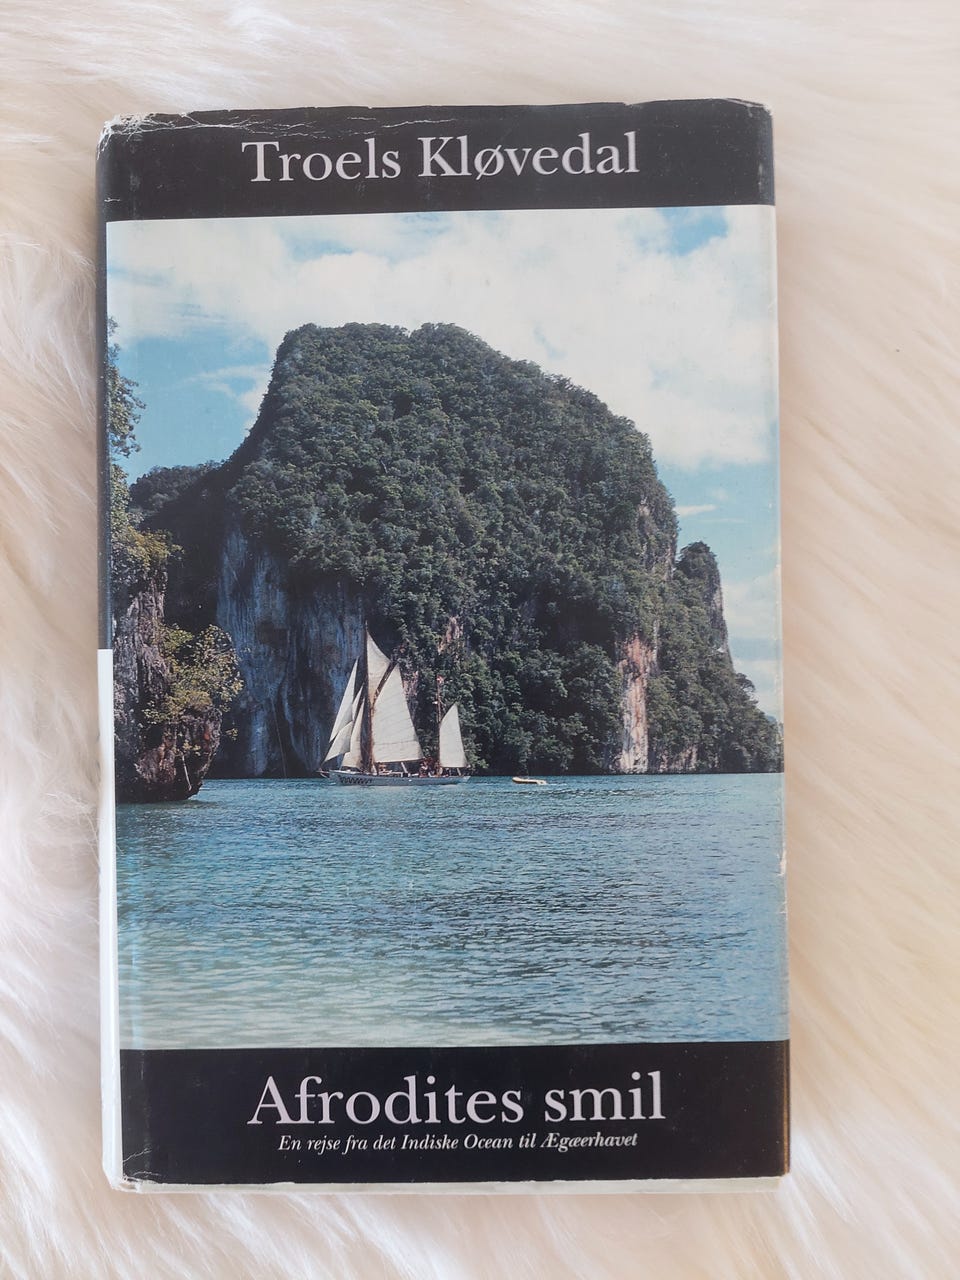 Troels Kløvedal
Afrodites smil
En rejse fra det Indiske Ocean til Ægæerhavet